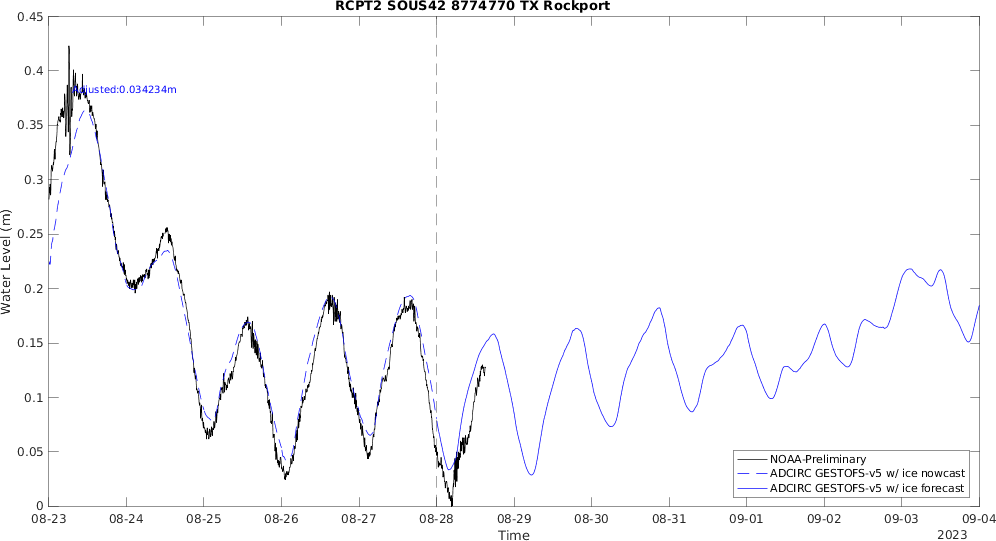 RCPT2 SOUS42 8774770 TX Rockport
0.45
0.4
0.35
0.3
0.25
0.2
0.15
0.1
0.05
0
Water Level (m)
Adjusted:0.034234m
NOAA-Preliminary
ADCIRC GESTOFS-v5 w/ ice nowcast
ADCIRC GESTOFS-v5 w/ ice forecast
08-23 08-24 08-25 08-26 08-27 08-28 08-29 08-30 08-31 09-01 09-02 09-03 09-04
Time
2023